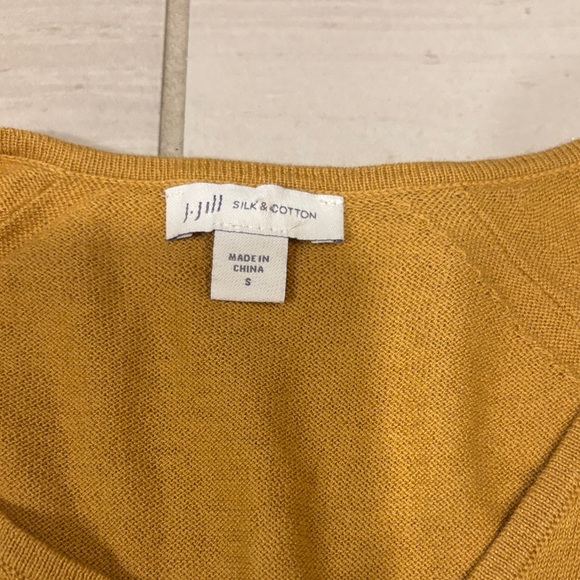 J.Jill SILK & COTTON
MADE IN
CHINA
S